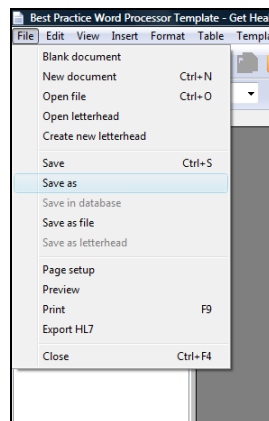 Best Practice Word Processor Template - Get Hea
File Edit View Insert Format Table Templa
Blank document
New document Ctrl+N
Open file Ctrl+O
Open letterhead
Create new letterhead
Save Ctrl+S
Save as
Save in database
Save as file
Save as letterhead
Page setup
Preview
Print F9
Export HL7
Close Ctrl+F4